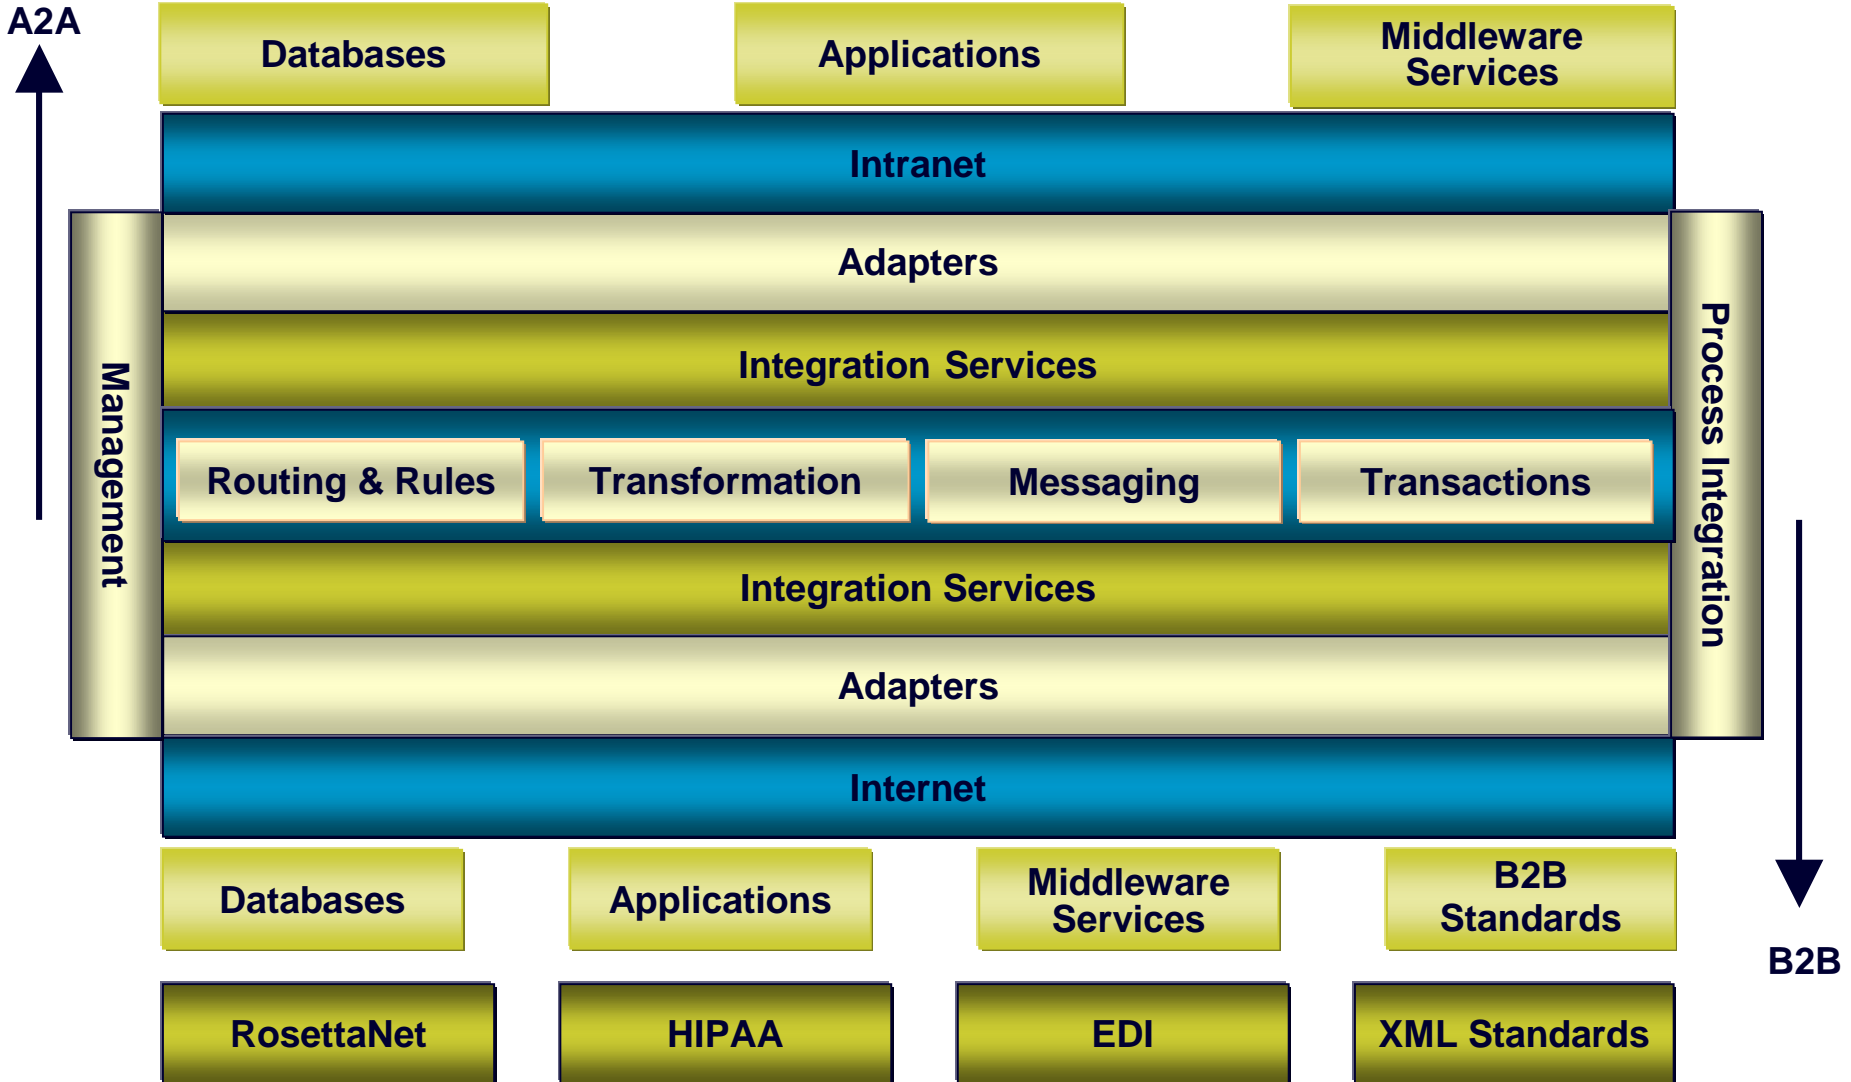 A2A
Databases
Applications
Middleware
Services
Intranet
Adapters
Integration Services
Management
Process Integration
Routing & Rules
Transformation
Messaging
Transactions
Integration Services
Adapters
Internet
Databases
Applications
Middleware
Services
B2B
Standards
B2B
RosettaNet
HIPAA
EDI
XML Standards